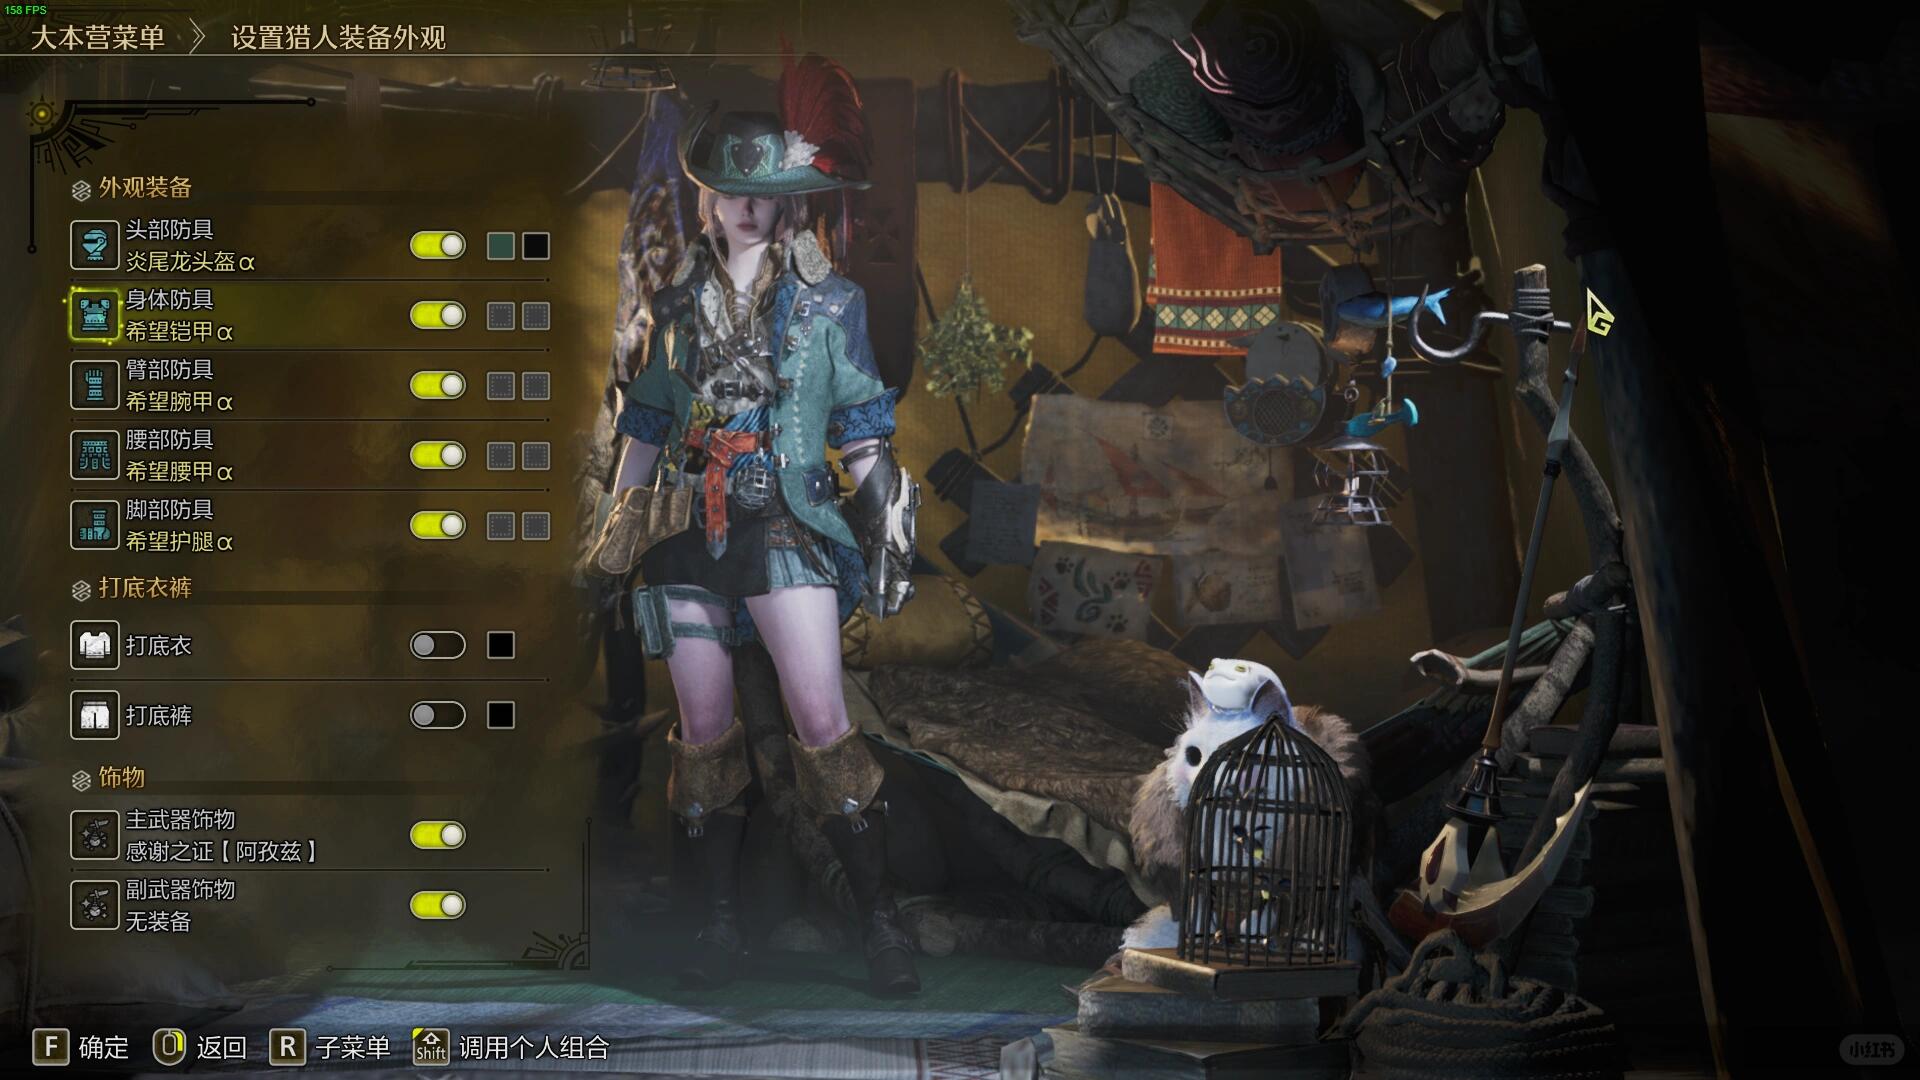 158 FPS
大本营菜单
设置猎人装备外观
外观装备
头部防具
炎尾龙头盔α
身体防具
希望铠甲α
臂部防具
希望腕甲α
腰部防具
希望腰甲α
脚部防具
希望护腿α
打底衣裤
打底衣
打底裤
饰物
主武器饰物
感谢之证【阿孜兹】
副武器饰物
无装备
F 确定
返回
R 子菜单
Shift 调用个人组合
小红书